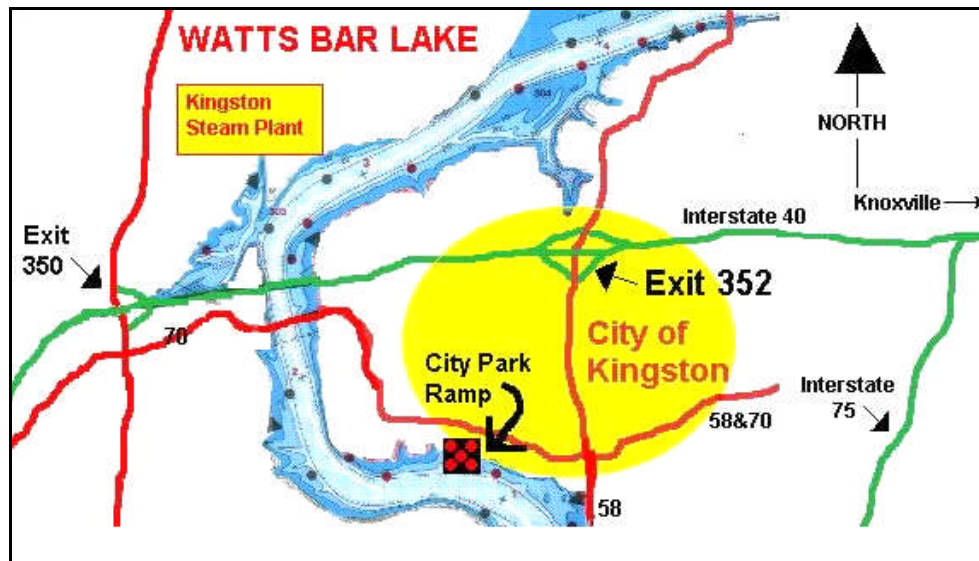 WATTS BAR LAKE
Kingston
Steam Plant
NORTH
Knoxville
Interstate 40
Exit
350
Exit 352
70
City of
Kingston
City Park
Ramp
Interstate
75
58&70
58